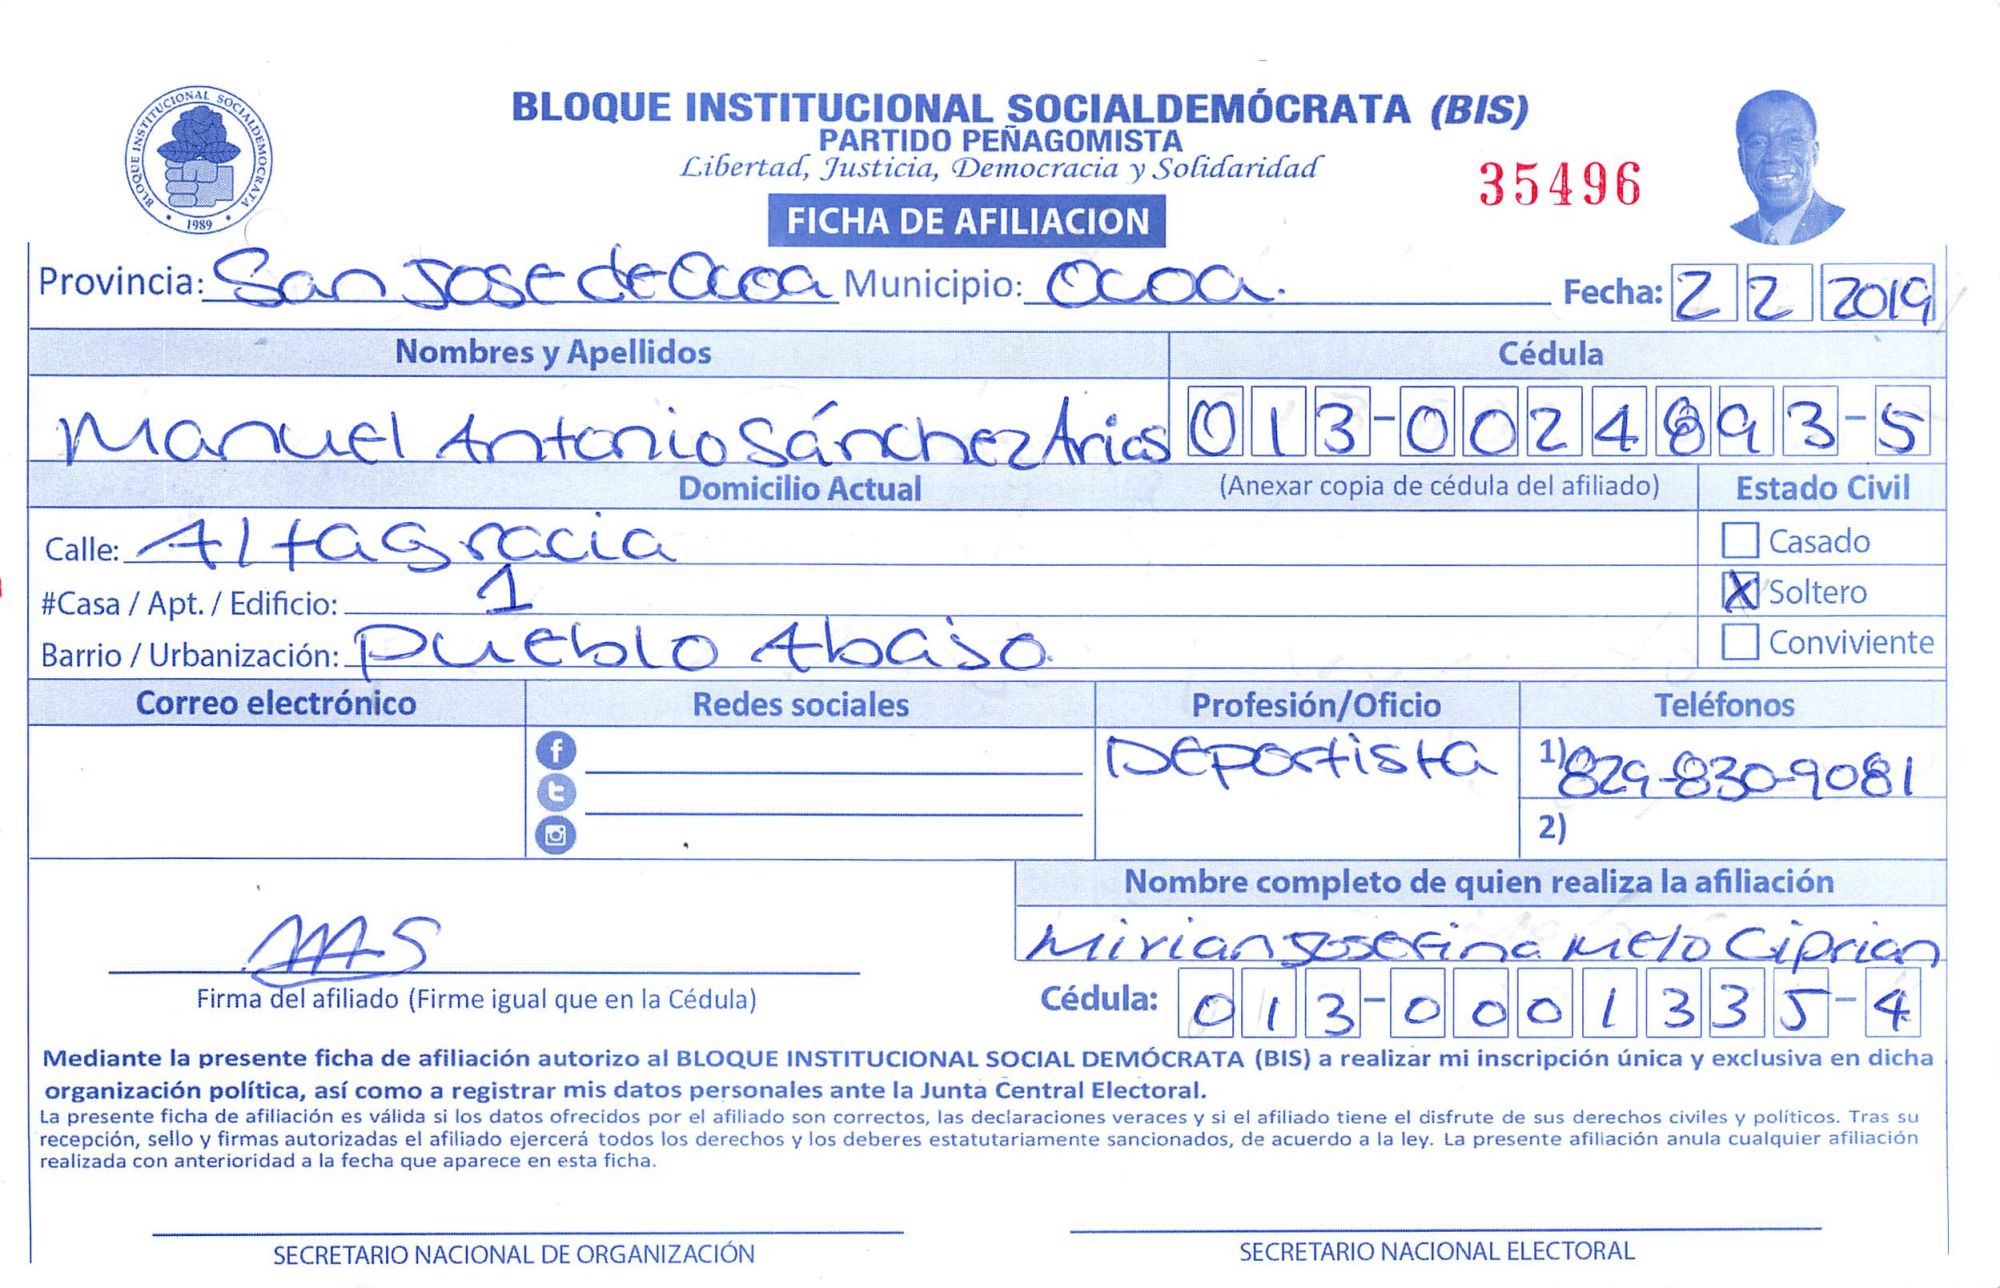 BLOQUE INSTITUCIONAL SOCIALDEMOCRATA
1989
BLOQUE INSTITUCIONAL SOCIALDEMÓCRATA (BIS)
PARTIDO PEÑAGOMISTA
Libertad, Justicia, Democracia y Solidaridad
35496
FICHA DE AFILIACION
Provincia: San Jose de Ocoa Municipio: Ocoa. Fecha: 2 2 2019
Nombres y Apellidos Cédula
Manuel Antonio Sánchez Arias 013-0024893-5
Domicilio Actual (Anexar copia de cédula del afiliado) Estado Civil
Calle: Altagracia Casado
#Casa / Apt. / Edificio: 1 X Soltero
Barrio / Urbanización: Pueblo Abajo. Conviviente
Correo electrónico Redes sociales Profesión/Oficio Teléfonos
Deportista 1) 829-830-9081
2)
Nombre completo de quien realiza la afiliación
Mirian Josefina Melo Ciprian
Firma del afiliado (Firme igual que en la Cédula) Cédula: 013-0001335-4
Mediante la presente ficha de afiliación autorizo al BLOQUE INSTITUCIONAL SOCIAL DEMÓCRATA (BIS) a realizar mi inscripción única y exclusiva en dicha
organización política, así como a registrar mis datos personales ante la Junta Central Electoral.
La presente ficha de afiliación es válida si los datos ofrecidos por el afiliado son correctos, las declaraciones veraces y si el afiliado tiene el disfrute de sus derechos civiles y políticos. Tras su
recepción, sello y firmas autorizadas el afiliado ejercerá todos los derechos y los deberes estatutariamente sancionados, de acuerdo a la ley. La presente afiliación anula cualquier afiliación
realizada con anterioridad a la fecha que aparece en esta ficha.
SECRETARIO NACIONAL DE ORGANIZACIÓN SECRETARIO NACIONAL ELECTORAL